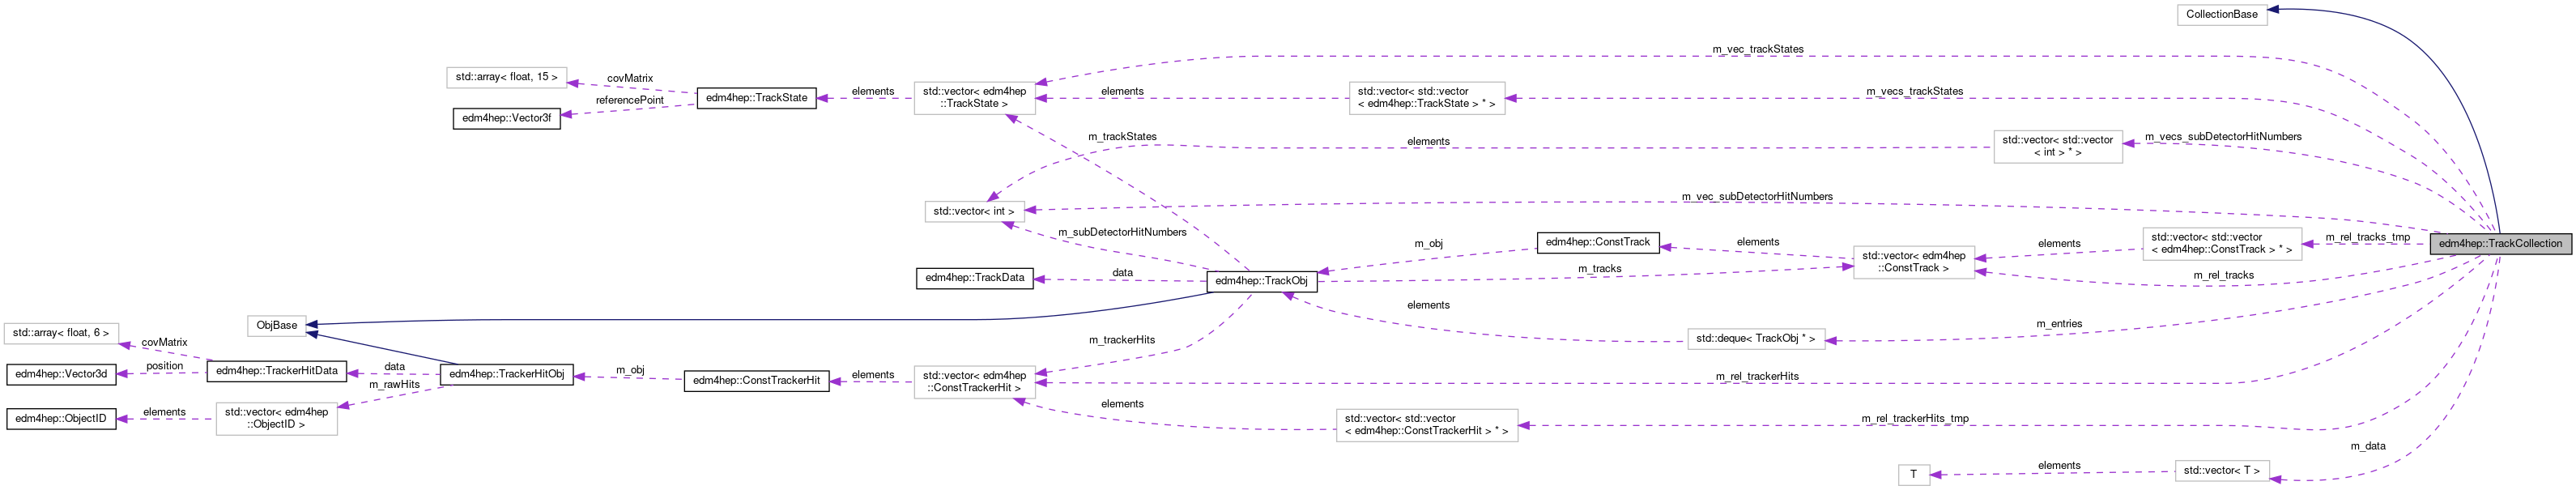 CollectionBase
m_vec_trackStates
std::array< float, 15 >
covMatrix
edm4hep::TrackState
elements
std::vector< edm4hep
::TrackState >
elements
std::vector< std::vector
< edm4hep::TrackState > * >
m_vecs_trackStates
referencePoint
edm4hep::Vector3f
m_trackStates
elements
std::vector< std::vector
< int > * >
m_vecs_subDetectorHitNumbers
std::vector< int >
m_vec_subDetectorHitNumbers
m_subDetectorHitNumbers
m_obj
edm4hep::ConstTrack
elements
std::vector< edm4hep
::ConstTrack >
elements
std::vector< std::vector
< edm4hep::ConstTrack > * >
m_rel_tracks_tmp
edm4hep::TrackCollection
edm4hep::TrackData
data
edm4hep::TrackObj
m_tracks
m_rel_tracks
elements
ObjBase
std::deque< TrackObj * >
m_entries
std::array< float, 6 >
covMatrix
m_trackerHits
edm4hep::Vector3d
position
edm4hep::TrackerHitData
data
edm4hep::TrackerHitObj
m_obj
edm4hep::ConstTrackerHit
elements
std::vector< edm4hep
::ConstTrackerHit >
m_rel_trackerHits
m_rawHits
edm4hep::ObjectID
elements
std::vector< edm4hep
::ObjectID >
elements
std::vector< std::vector
< edm4hep::ConstTrackerHit > * >
m_rel_trackerHits_tmp
m_data
T
elements
std::vector< T >